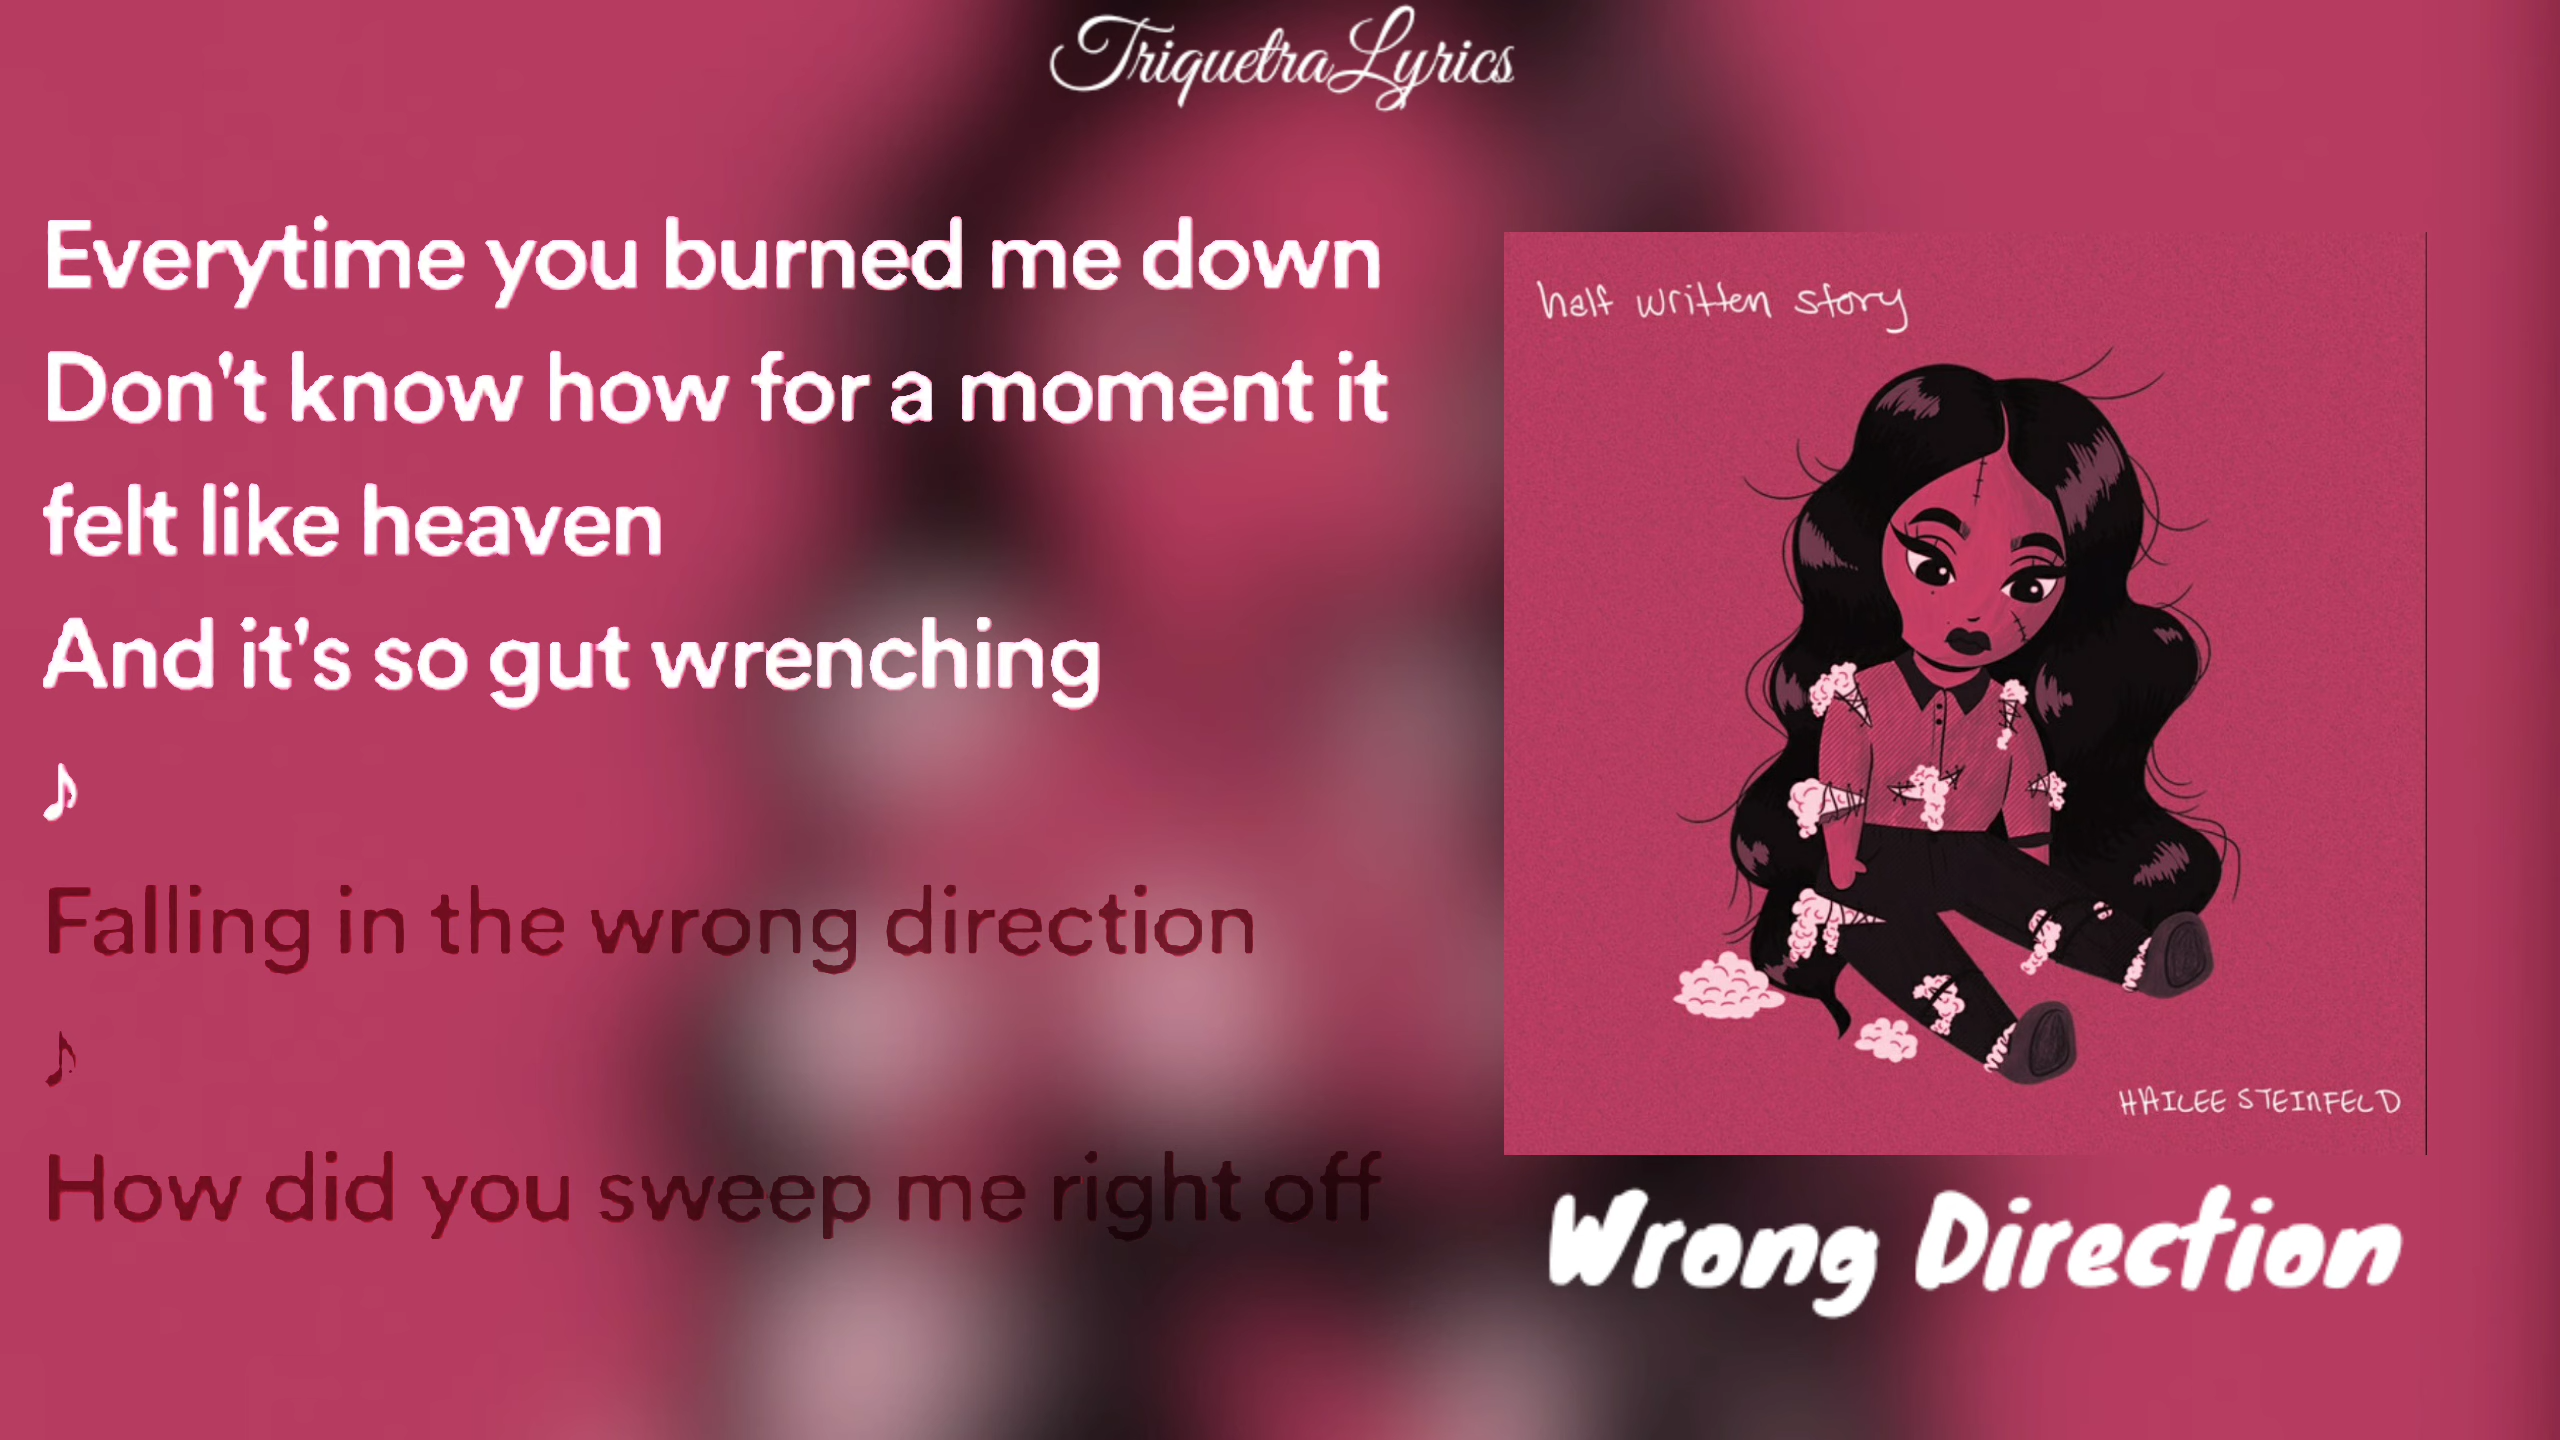 TriquetraLyrics
Everytime you burned me down
Don't know how for a moment it
felt like heaven
And it's so gut wrenching
♪
Falling in the wrong direction
♪
How did you sweep me right off
half written story
HAILEE STEINFELD
Wrong Direction